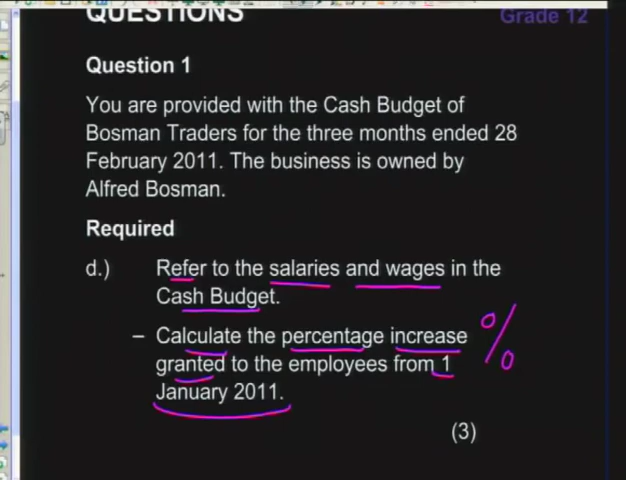 QUESTIONS
Grade 12
Question 1
You are provided with the Cash Budget of
Bosman Traders for the three months ended 28
February 2011. The business is owned by
Alfred Bosman.
Required
d.) Refer to the salaries and wages in the
Cash Budget.
– Calculate the percentage increase %
granted to the employees from 1
January 2011.
(3)